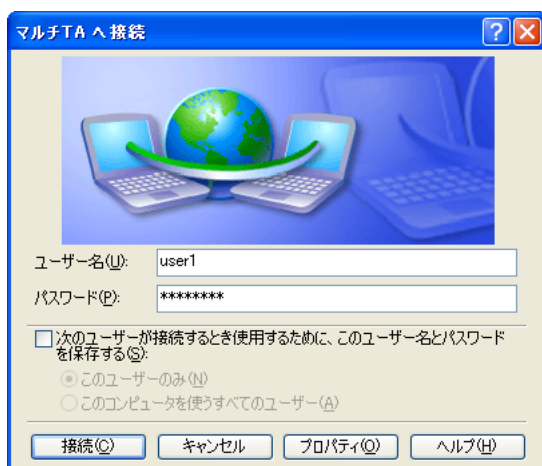 マルチTA へ接続
ユーザー名(U):
user1
パスワード(P):
********
次のユーザーが接続するとき使用するために、このユーザー名とパスワード
を保存する(S):
このユーザーのみ(N)
このコンピュータを使うすべてのユーザー(A)
接続(C)
キャンセル
プロパティ(O)
ヘルプ(H)